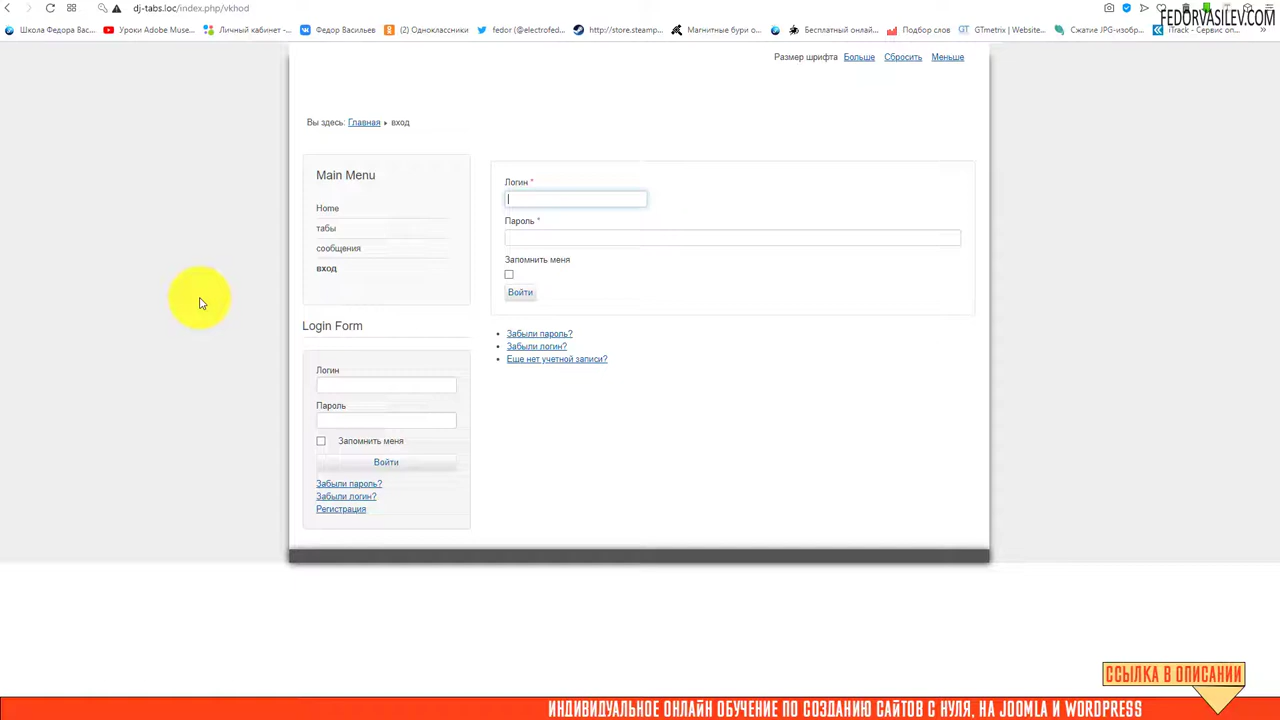 dj-tabs.loc/index.php/vkhod
FEDORVASILEV.COM
Школа Федора Вас...
Уроки Adobe Muse...
Личный кабинет -...
Федор Васильев
(2) Одноклассники
fedor (@electrofed...
http://store.steamp...
Магнитные бури о...
Бесплатный онлай...
Подбор слов
GTmetrix | Website...
Сжатие JPG-изобр...
iTrack - Сервис оп...
Размер шрифта Больше Сбросить Меньше
Вы здесь: Главная вход
Main Menu
Home
табы
сообщения
вход
Login Form
Логин
Пароль
Запомнить меня
Войти
Забыли пароль?
Забыли логин?
Регистрация
Логин *
Пароль *
Запомнить меня
Войти
Забыли пароль?
Забыли логин?
Еще нет учетной записи?
ССЫЛКА В ОПИСАНИИ
ИНДИВИДУАЛЬНОЕ ОНЛАЙН ОБУЧЕНИЕ ПО СОЗДАНИЮ САЙТОВ С НУЛЯ, НА JOOMLA И WORDPRESS